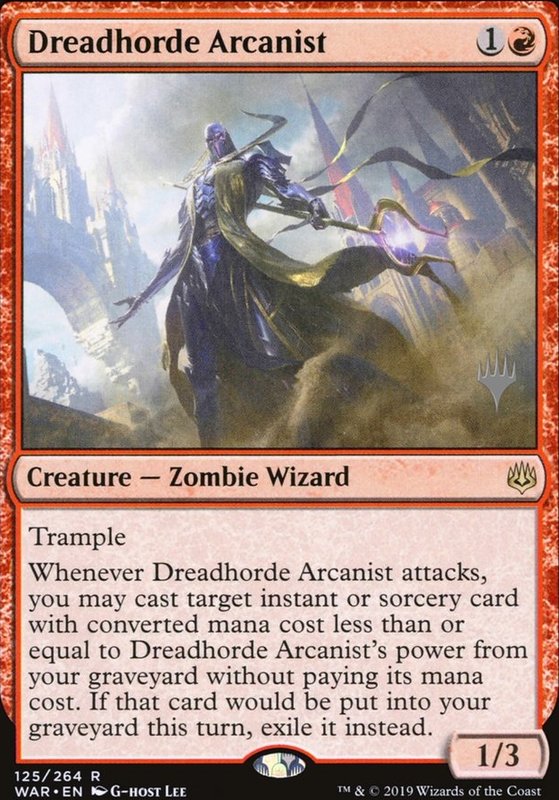 Dreadhorde Arcanist 1
Creature — Zombie Wizard
Trample
Whenever Dreadhorde Arcanist attacks,
you may cast target instant or sorcery card
with converted mana cost less than or
equal to Dreadhorde Arcanist's power from
your graveyard without paying its mana
cost. If that card would be put into your
graveyard this turn, exile it instead.
1/3
125/264 R
WAR • EN G-host Lee ™ & © 2019 Wizards of the Coast